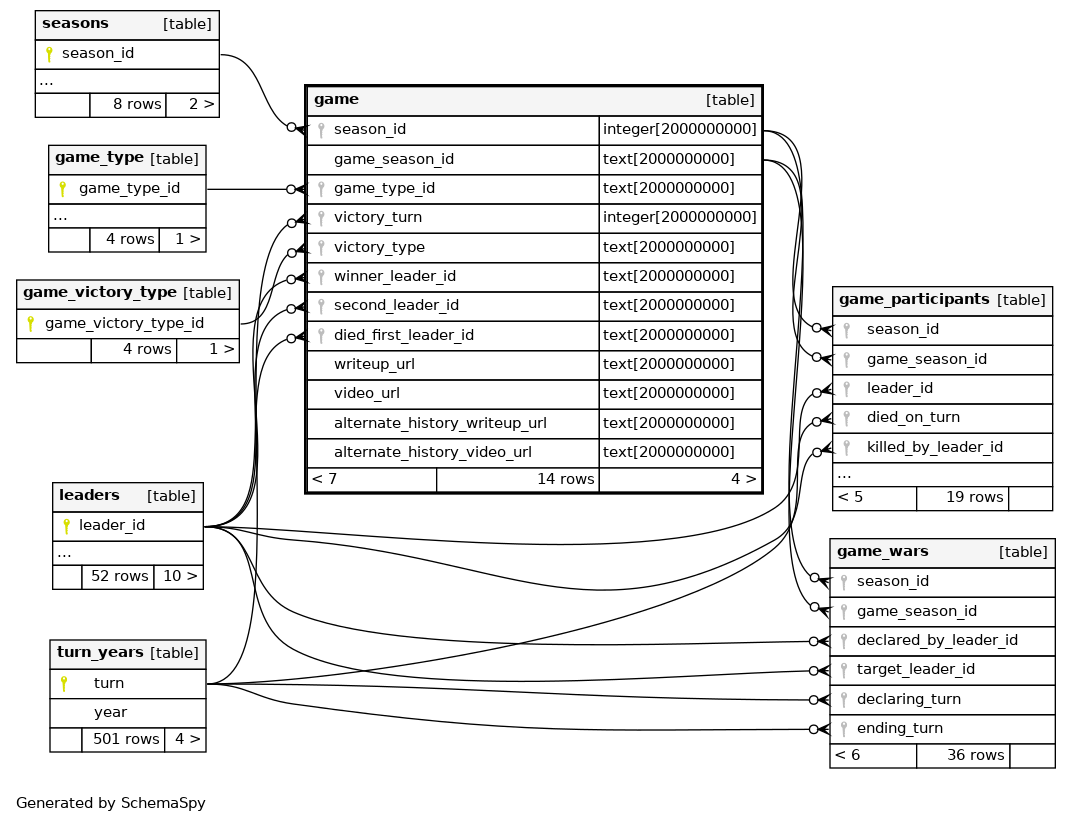 seasons [table]
season_id
...
8 rows 2 >
game_type [table]
game_type_id
...
4 rows 1 >
game_victory_type [table]
game_victory_type_id
4 rows 1 >
leaders [table]
leader_id
...
52 rows 10 >
turn_years [table]
turn
year
501 rows 4 >
game [table]
season_id integer[2000000000]
game_season_id text[2000000000]
game_type_id text[2000000000]
victory_turn integer[2000000000]
victory_type text[2000000000]
winner_leader_id text[2000000000]
second_leader_id text[2000000000]
died_first_leader_id text[2000000000]
writeup_url text[2000000000]
video_url text[2000000000]
alternate_history_writeup_url text[2000000000]
alternate_history_video_url text[2000000000]
< 7 14 rows 4 >
game_participants [table]
season_id
game_season_id
leader_id
died_on_turn
killed_by_leader_id
...
< 5 19 rows
game_wars [table]
season_id
game_season_id
declared_by_leader_id
target_leader_id
declaring_turn
ending_turn
< 6 36 rows
Generated by SchemaSpy